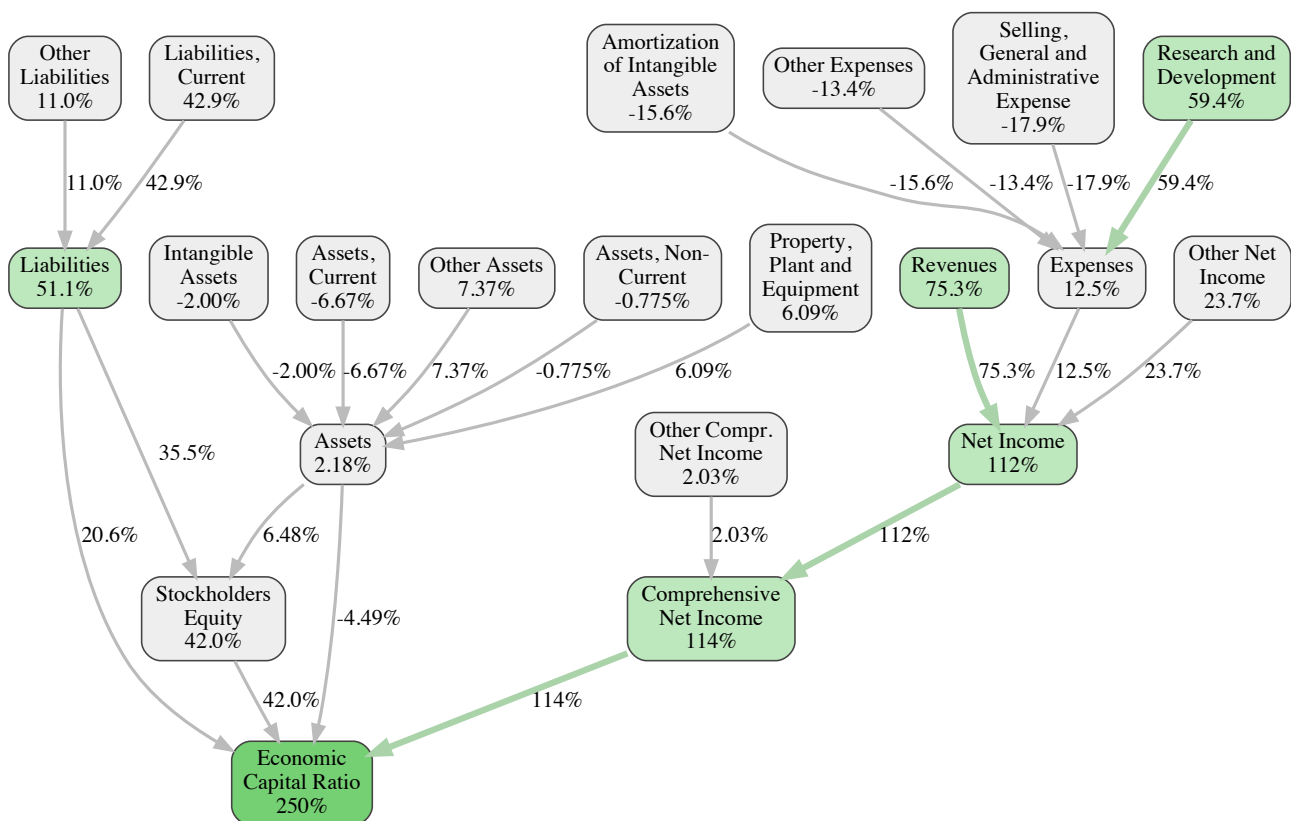 Other
Liabilities
11.0%
Liabilities,
Current
42.9%
Amortization
of Intangible
Assets
-15.6%
Other Expenses
-13.4%
Selling,
General and
Administrative
Expense
-17.9%
Research and
Development
59.4%
11.0%
42.9%
-15.6%
-13.4%
-17.9%
59.4%
Liabilities
51.1%
Intangible
Assets
-2.00%
Assets,
Current
-6.67%
Other Assets
7.37%
Assets, Non-
Current
-0.775%
Property,
Plant and
Equipment
6.09%
Revenues
75.3%
Expenses
12.5%
Other Net
Income
23.7%
-2.00%
-6.67%
7.37%
-0.775%
6.09%
75.3%
12.5%
23.7%
35.5%
Assets
2.18%
Other Compr.
Net Income
2.03%
Net Income
112%
20.6%
6.48%
2.03%
112%
Stockholders
Equity
42.0%
-4.49%
Comprehensive
Net Income
114%
42.0%
114%
Economic
Capital Ratio
250%